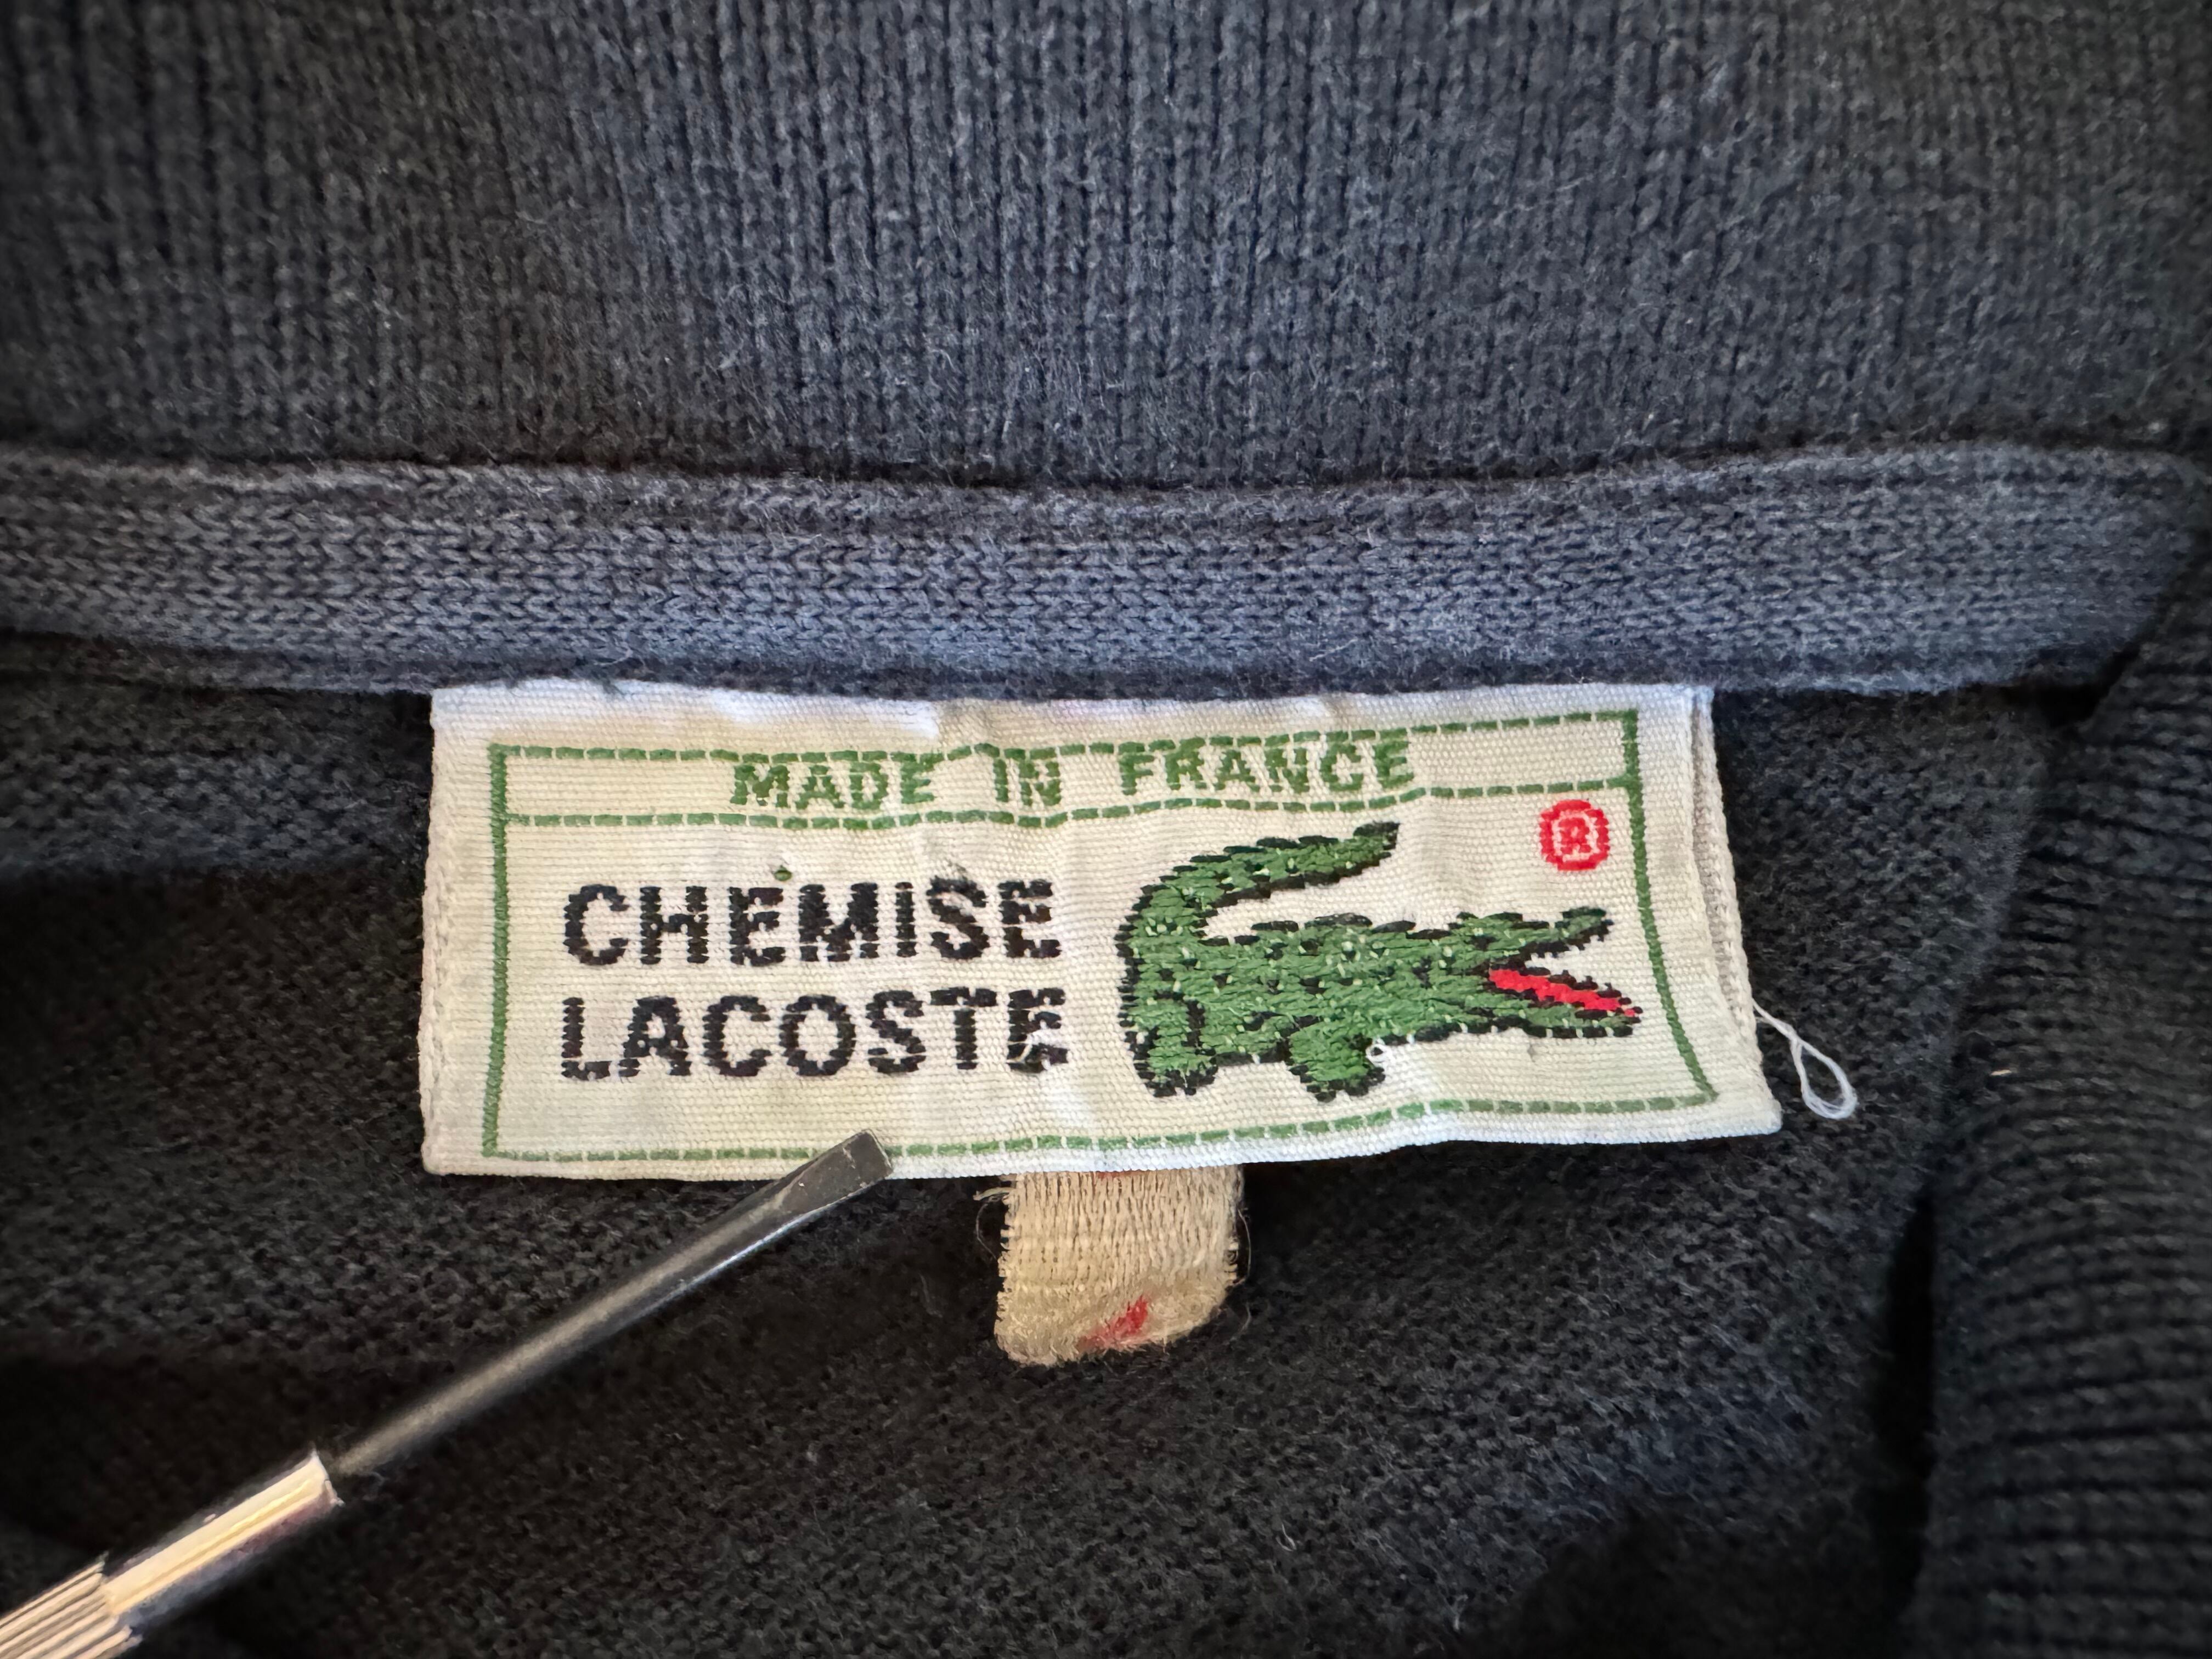 MADE IN FRANCE
®
CHEMISE
LACOSTE